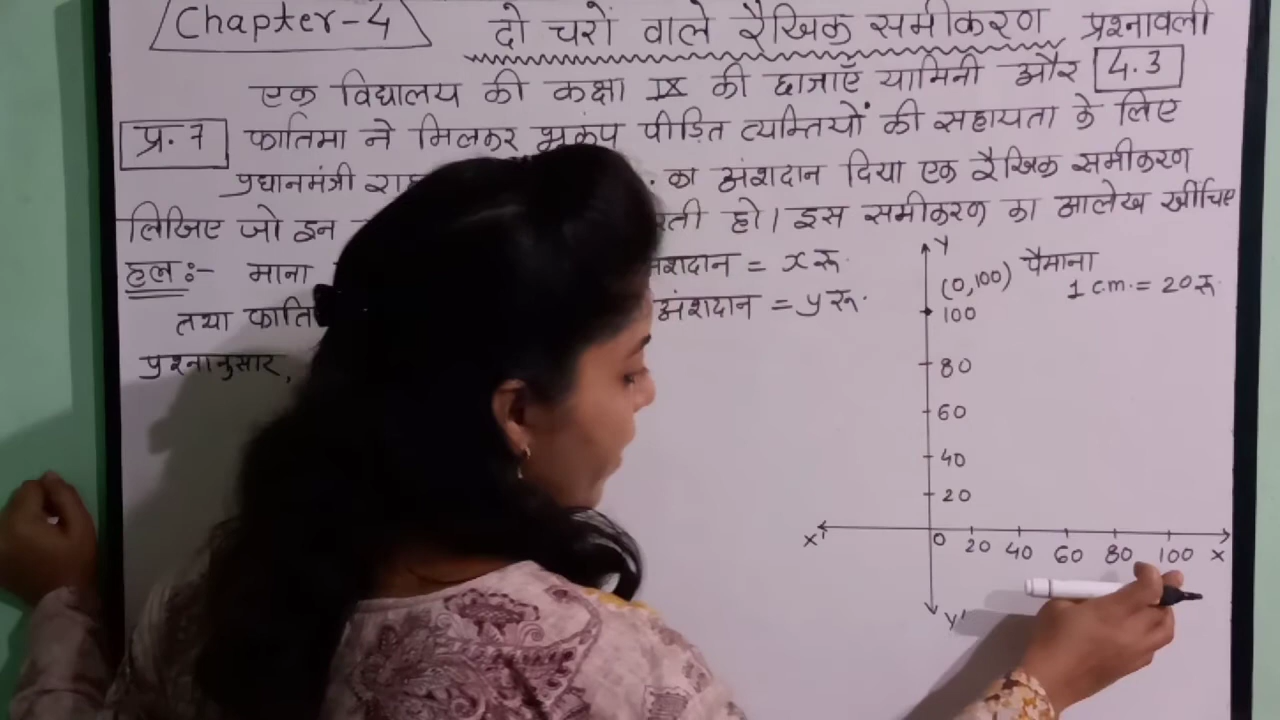 Chapter-4 दो चरों वाले रैखिक समीकरण प्रश्नावली
4.3
एक विद्यालय की कक्षा IX की छात्राएँ यामिनी और
प्र. 7 फातिमा ने मिलकर भूकंप पीड़ित व्यक्तियों की सहायता के लिए
प्रधानमंत्री का अंशदान दिया एक रैखिक समीकरण
लिखिए जो इन हो। इस समीकरण का आलेख खींचिए
हल :- माना = x रू.
तथा अंशदान = y रू.
प्रश्नानुसार,
Y
(0,100) पैमाना
1 cm. = 20 रू.
100
80
60
40
20
X' 0 20 40 60 80 100 X
Y'